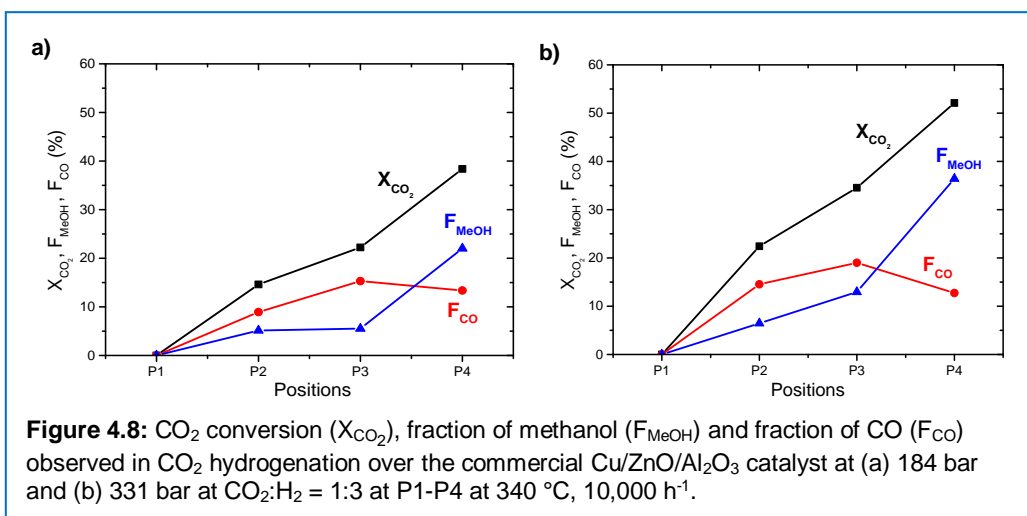 a)
60
50
40
30
20
10
0
X_CO₂, F_MeOH, F_CO (%)
X_CO₂
F_MeOH
F_CO
P1 P2 P3 P4
Positions
b)
60
50
40
30
20
10
0
X_CO₂, F_MeOH, F_CO (%)
X_CO₂
F_MeOH
F_CO
P1 P2 P3 P4
Positions
Figure 4.8: CO₂ conversion (X_CO₂), fraction of methanol (F_MeOH) and fraction of CO (F_CO)
observed in CO₂ hydrogenation over the commercial Cu/ZnO/Al₂O₃ catalyst at (a) 184 bar
and (b) 331 bar at CO₂:H₂ = 1:3 at P1-P4 at 340 °C, 10,000 h⁻¹.